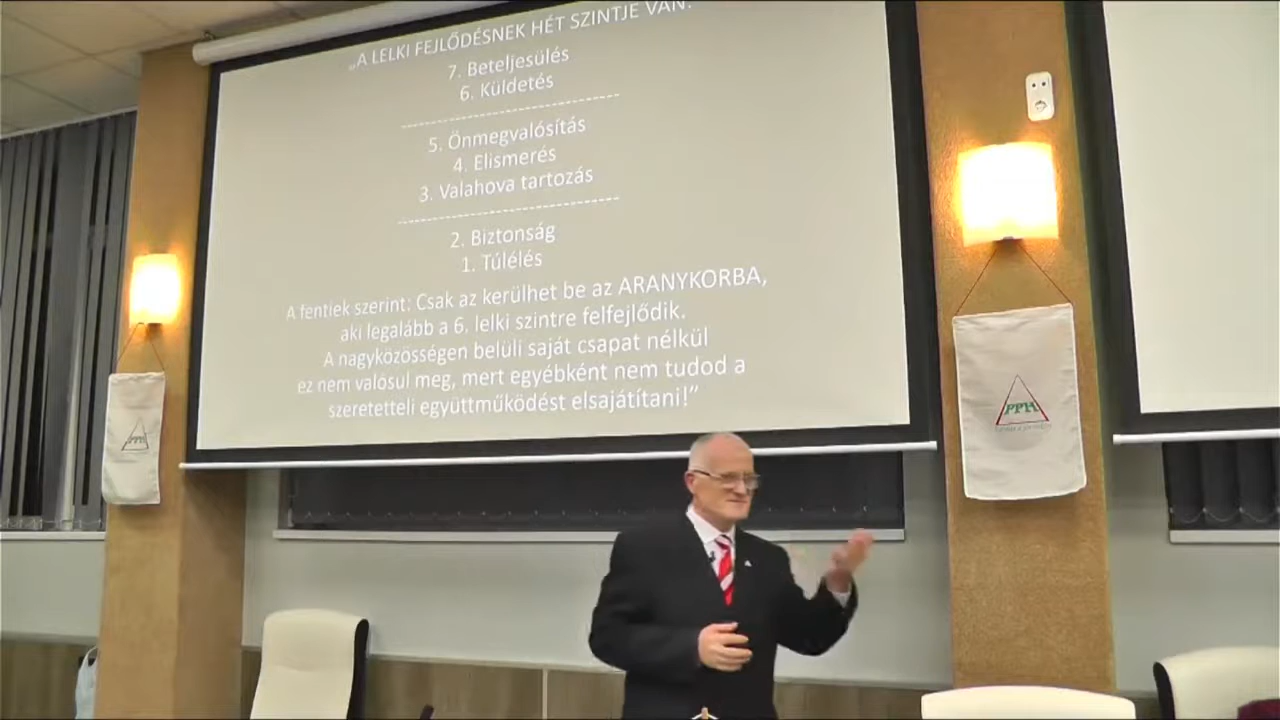 „A LELKI FEJLŐDÉSNEK HÉT SZINTJE VAN:
7. Beteljesülés
6. Küldetés
5. Önmegvalósítás
4. Elismerés
3. Valahova tartozás
2. Biztonság
1. Túlélés
A fentiek szerint: Csak az kerülhet be az ARANYKORBA,
aki legalább a 6. lelki szintre felfejlődik.
A nagyközösségen belüli saját csapat nélkül
ez nem valósul meg, mert egyébként nem tudod a
szeretetteli együttműködést elsajátítani!”
PPH
PPH